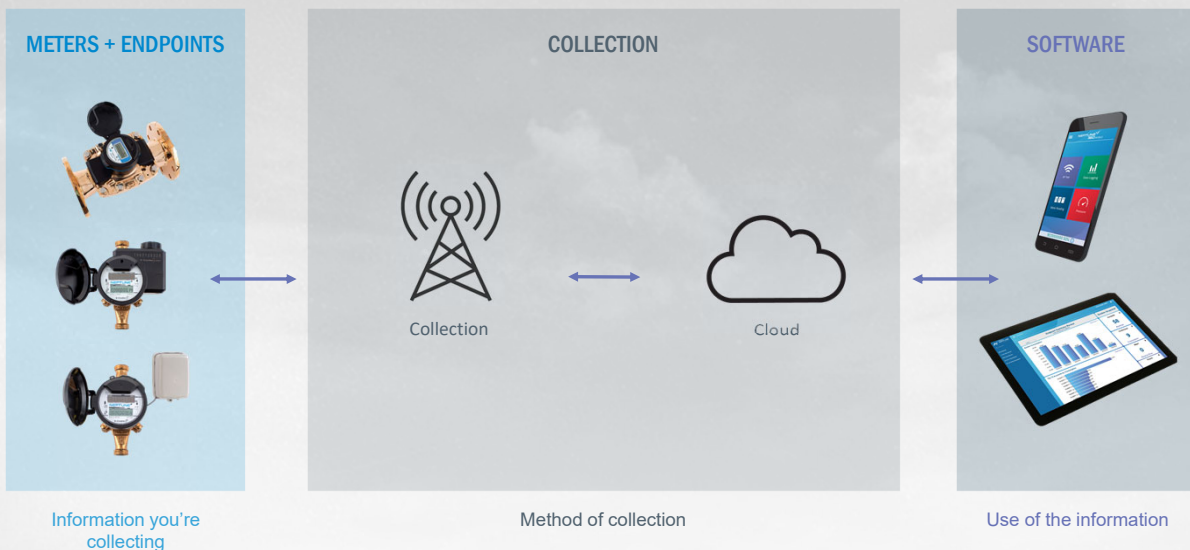 METERS + ENDPOINTS
COLLECTION
SOFTWARE
Collection
Cloud
Information you're
collecting
Method of collection
Use of the information